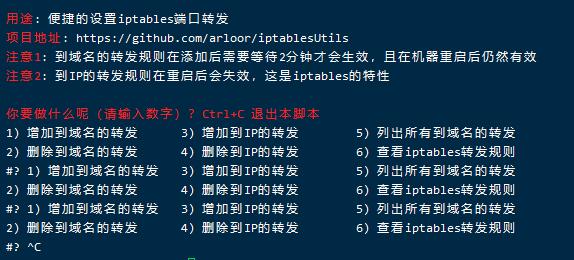 用途: 便捷的设置iptables端口转发
项目地址: https://github.com/arloor/iptablesUtils
注意1: 到域名的转发规则在添加后需要等待2分钟才会生效，且在机器重启后仍然有效
注意2: 到IP的转发规则在重启后会失效，这是iptables的特性
你要做什么呢（请输入数字）？Ctrl+C 退出本脚本
1) 增加到域名的转发 3) 增加到IP的转发 5) 列出所有到域名的转发
2) 删除到域名的转发 4) 删除到IP的转发 6) 查看iptables转发规则
#? 1) 增加到域名的转发 3) 增加到IP的转发 5) 列出所有到域名的转发
2) 删除到域名的转发 4) 删除到IP的转发 6) 查看iptables转发规则
#? 1) 增加到域名的转发 3) 增加到IP的转发 5) 列出所有到域名的转发
2) 删除到域名的转发 4) 删除到IP的转发 6) 查看iptables转发规则
#? ^C